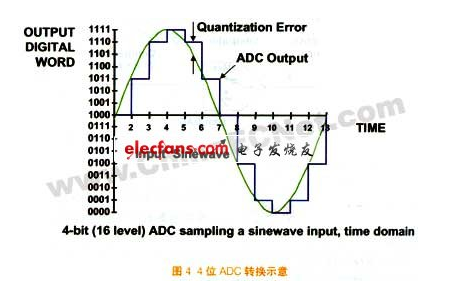 OUTPUT
DIGITAL
WORD
1111
1110
1101
1100
1011
1010
1001
1000
0111
0110
0101
0100
0011
0010
0001
0000
Quantization Error
ADC Output
2 3 4 5 6 7 8 9 10 11 12 13
TIME
Input Sinewave
elecfans.com 电子发烧友
4-bit (16 level) ADC sampling a sinewave input, time domain
图 4 4 位 ADC 转换示意